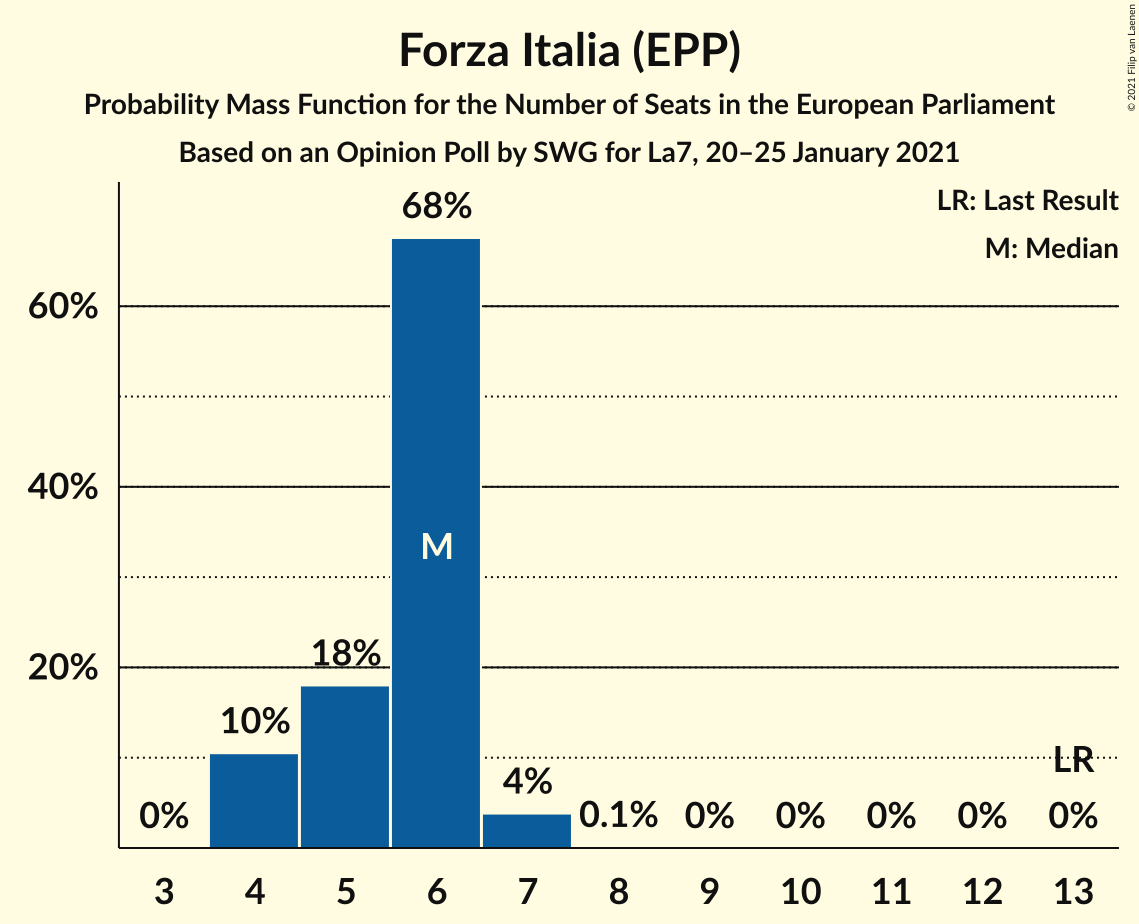 Forza Italia (EPP)
Probability Mass Function for the Number of Seats in the European Parliament
Based on an Opinion Poll by SWG for La7, 20–25 January 2021
© 2021 Filip van Laenen
LR: Last Result
M: Median
60%
40%
20%
0%
10%
18%
68%
M
4%
0.1%
0%
0%
0%
0%
LR
0%
3 4 5 6 7 8 9 10 11 12 13